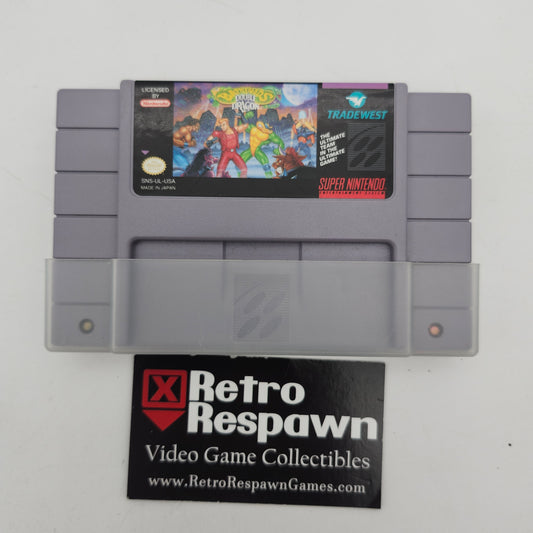 LICENSED
BY
Nintendo
BATTLETOADS
DOUBLE
DRAGON
TRADEWEST
THE
ULTIMATE
TEAM
IN THE
ULTIMATE
GAME!
SNS-UL-USA
MADE IN JAPAN
SUPER NINTENDO
Retro
Respawn
Video Game Collectibles
www.RetroRespawnGames.com